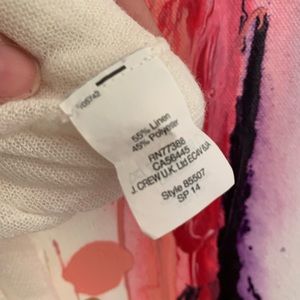 55% Linen
45% Polyester
RN77388
CA56445
J. CREW U.K. Ltd EC4V 6JA
Style 85507
SP 14